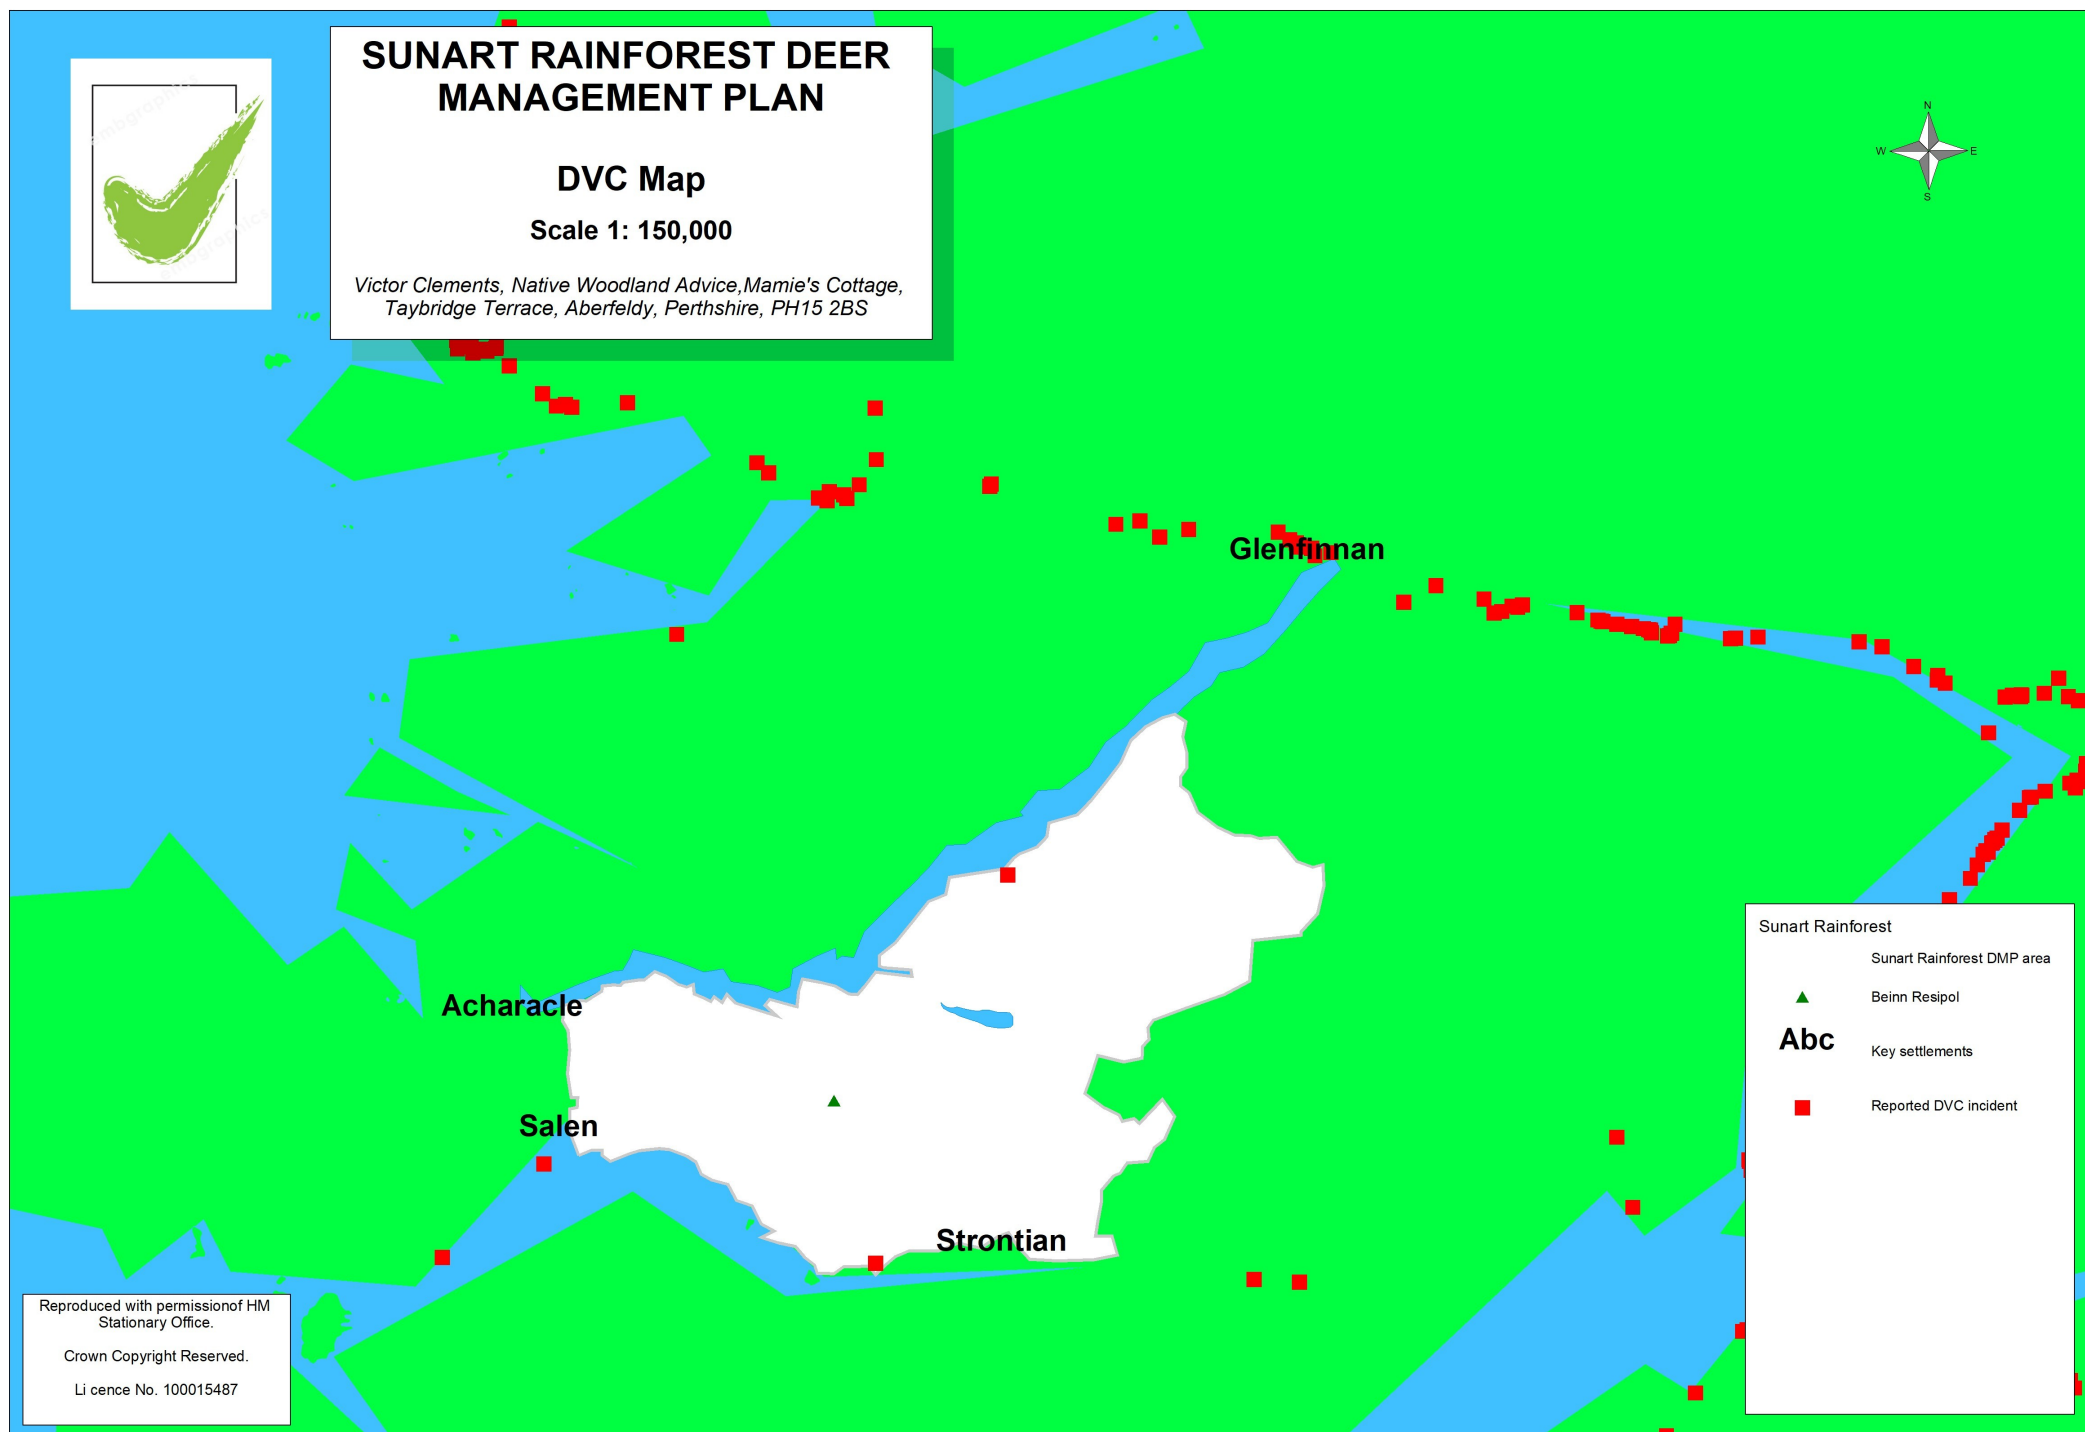 SUNART RAINFOREST DEER
MANAGEMENT PLAN
DVC Map
Scale 1: 150,000
Victor Clements, Native Woodland Advice,Mamie's Cottage,
Taybridge Terrace, Aberfeldy, Perthshire, PH15 2BS
N
W
E
S
Glenfinnan
Acharacle
Salen
Strontian
Sunart Rainforest
Sunart Rainforest DMP area
Beinn Resipol
Abc
Key settlements
Reported DVC incident
Reproduced with permissionof HM
Stationary Office.
Crown Copyright Reserved.
Li cence No. 100015487